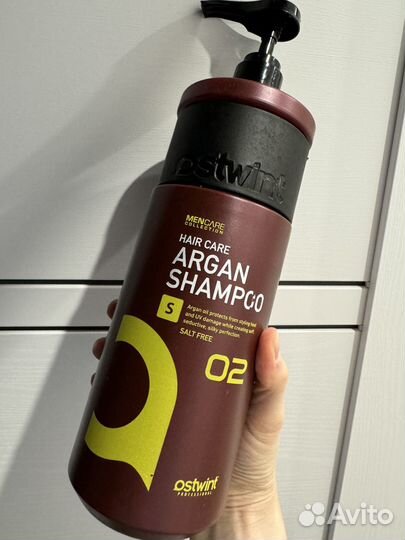 ostwint
MENCARE
COLLECTION
HAIR CARE
ARGAN
SHAMPOO
S
Argan oil protects from styling heat
and UV damage while creating soft,
seductive, silky perfection.
SALT FREE
02
ostwint
PROFESSIONAL
Avito